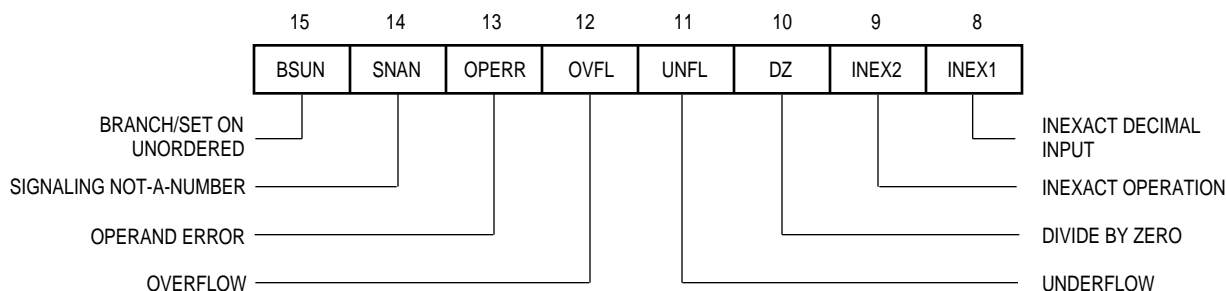 15 14 13 12 11 10 9 8
BSUN SNAN OPERR OVFL UNFL DZ INEX2 INEX1
BRANCH/SET ON
UNORDERED
INEXACT DECIMAL
INPUT
SIGNALING NOT-A-NUMBER
INEXACT OPERATION
OPERAND ERROR
DIVIDE BY ZERO
OVERFLOW
UNDERFLOW